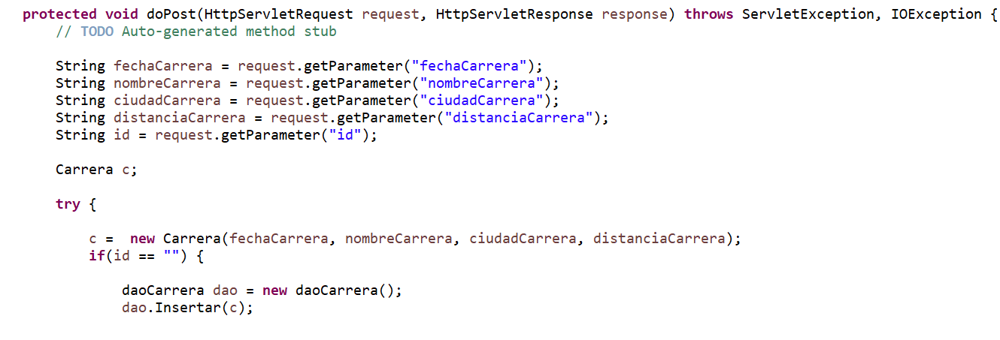 protected void doPost(HttpServletRequest request, HttpServletResponse response) throws ServletException, IOException {
// TODO Auto-generated method stub
String fechaCarrera = request.getParameter("fechaCarrera");
String nombreCarrera = request.getParameter("nombreCarrera");
String ciudadCarrera = request.getParameter("ciudadCarrera");
String distanciaCarrera = request.getParameter("distanciaCarrera");
String id = request.getParameter("id");
Carrera c;
try {
c =  new Carrera(fechaCarrera, nombreCarrera, ciudadCarrera, distanciaCarrera);
if(id == "") {
daoCarrera dao = new daoCarrera();
dao.Insertar(c);